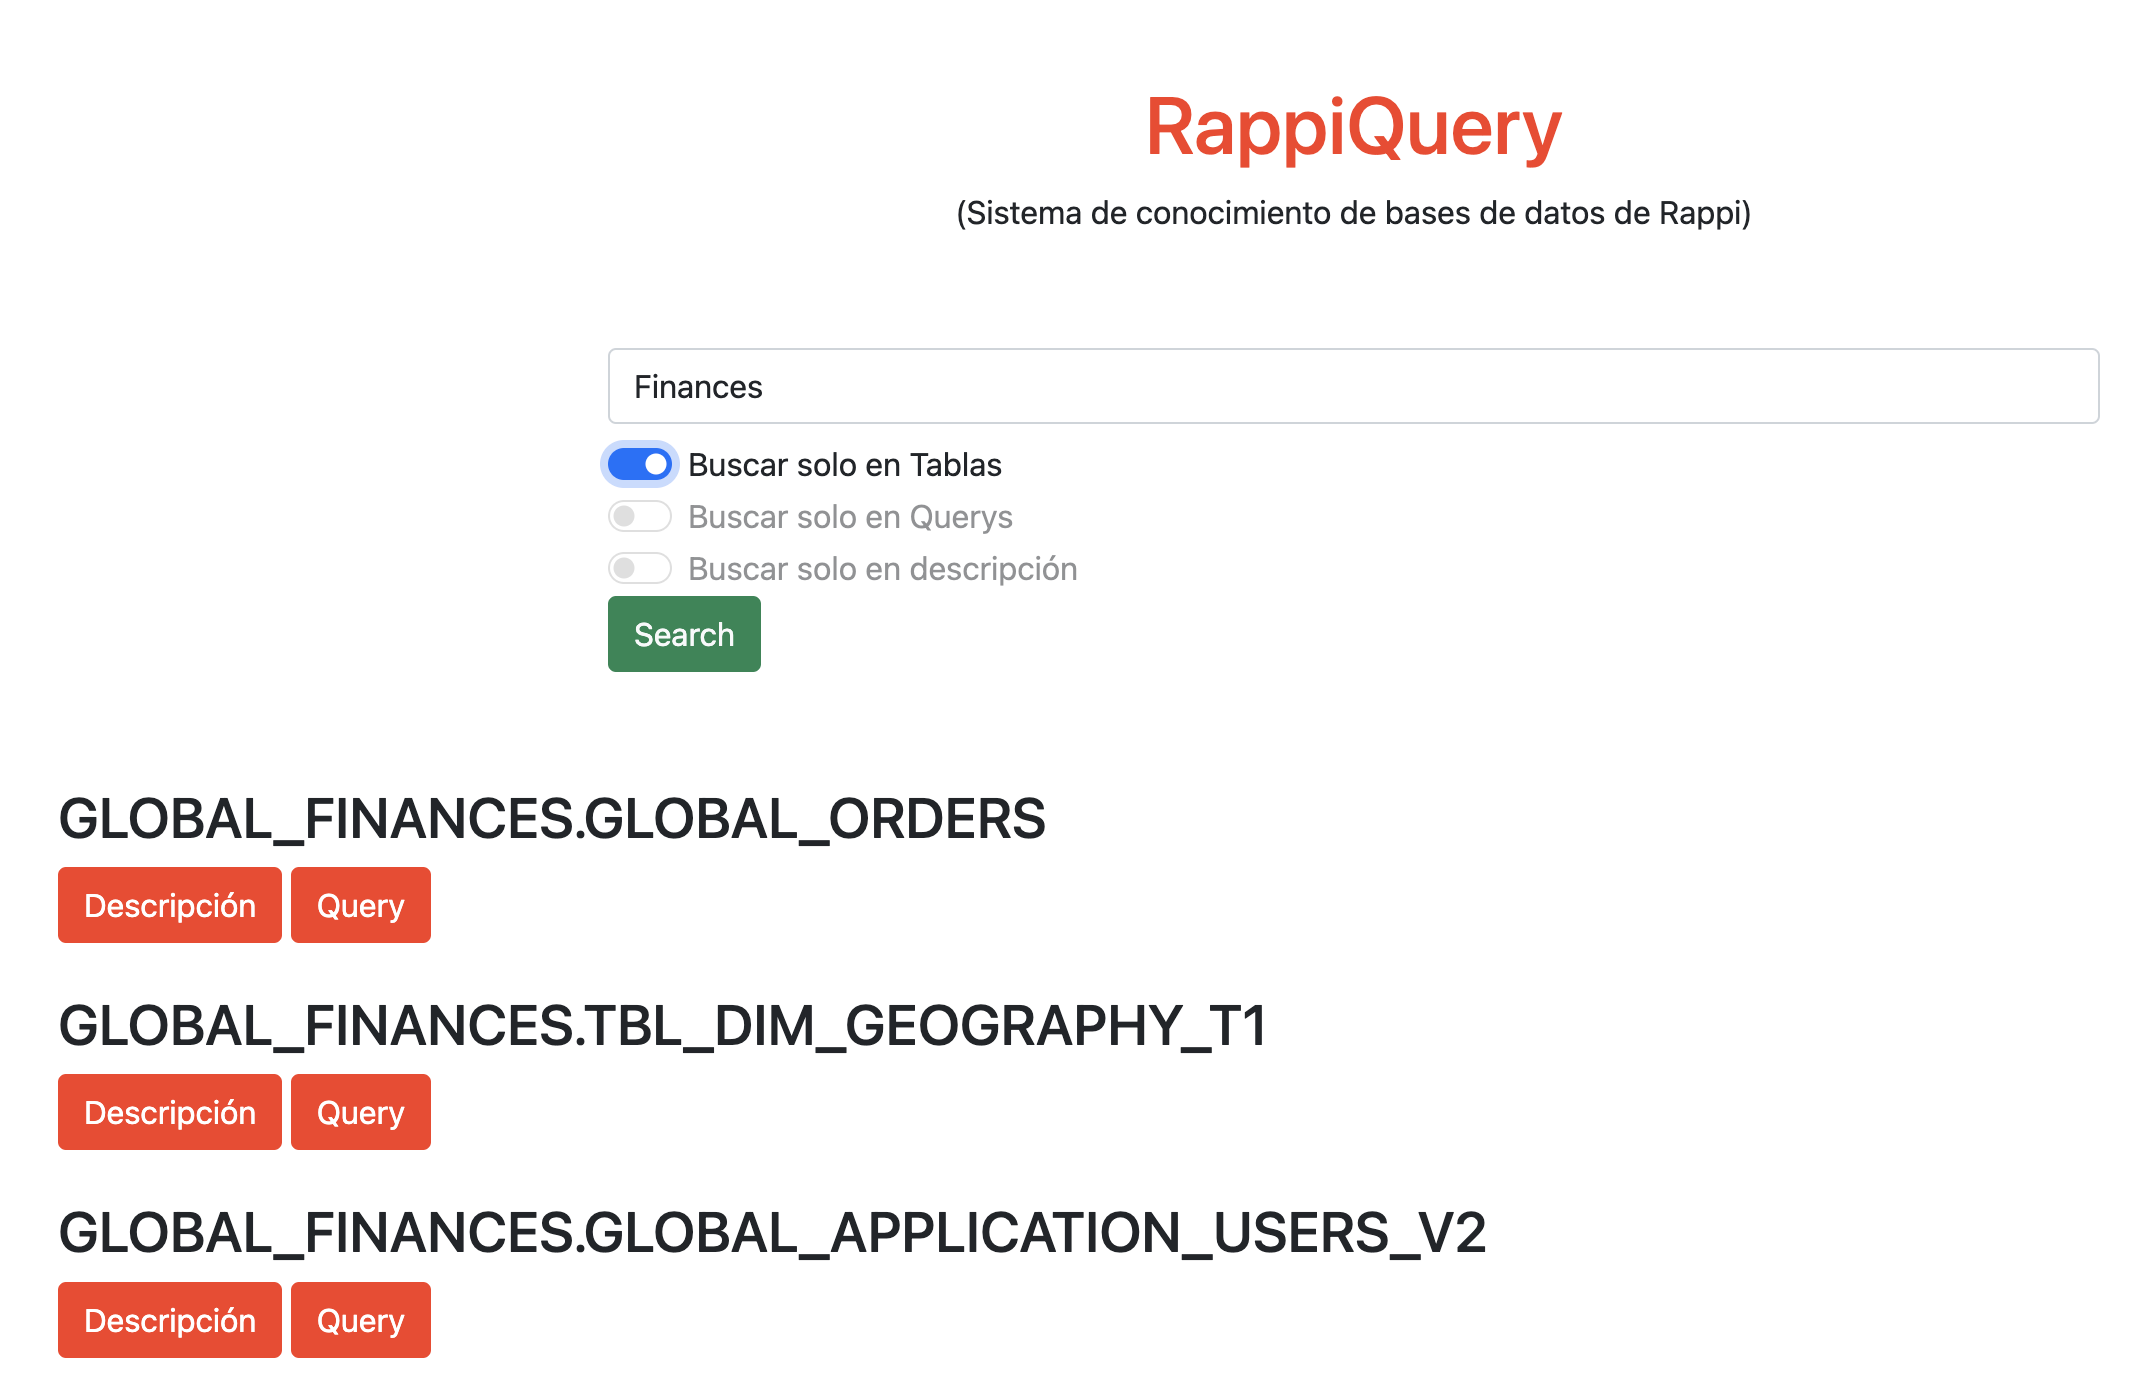 RappiQuery
(Sistema de conocimiento de bases de datos de Rappi)
Finances
Buscar solo en Tablas
Buscar solo en Querys
Buscar solo en descripción
Search
GLOBAL_FINANCES.GLOBAL_ORDERS
Descripción Query
GLOBAL_FINANCES.TBL_DIM_GEOGRAPHY_T1
Descripción Query
GLOBAL_FINANCES.GLOBAL_APPLICATION_USERS_V2
Descripción Query